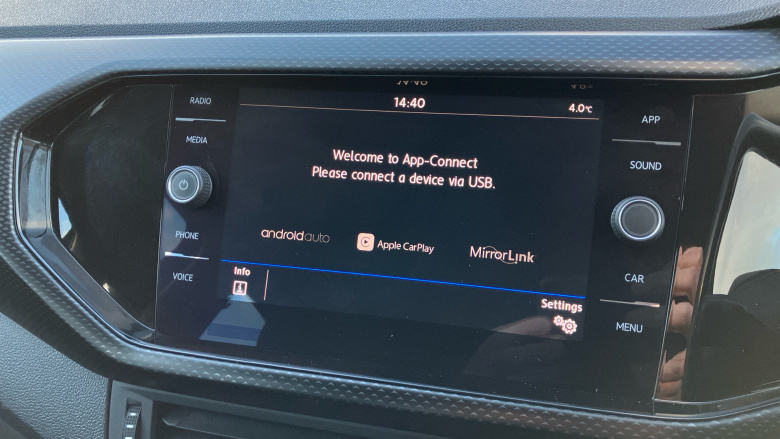 RADIO
MEDIA
PHONE
VOICE
14:40
4.0°C
Welcome to App-Connect
Please connect a device via USB.
androidauto
Apple CarPlay
MirrorLink
Info
Settings
APP
SOUND
CAR
MENU